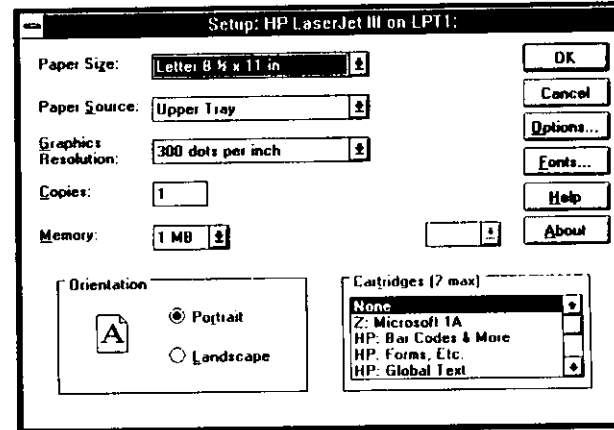 Setup: HP LaserJet III on LPT1:
Paper Size:
Letter 8 ½ x 11 in
OK
Cancel
Paper Source:
Upper Tray
Options...
Graphics
Resolution:
300 dots per inch
Fonts...
Copies:
1
Help
Memory:
1 MB
About
Orientation
A
Portrait
Landscape
Cartridges (2 max)
None
Z: Microsoft 1A
HP: Bar Codes & More
HP. Forms, Etc.
HP: Global Text